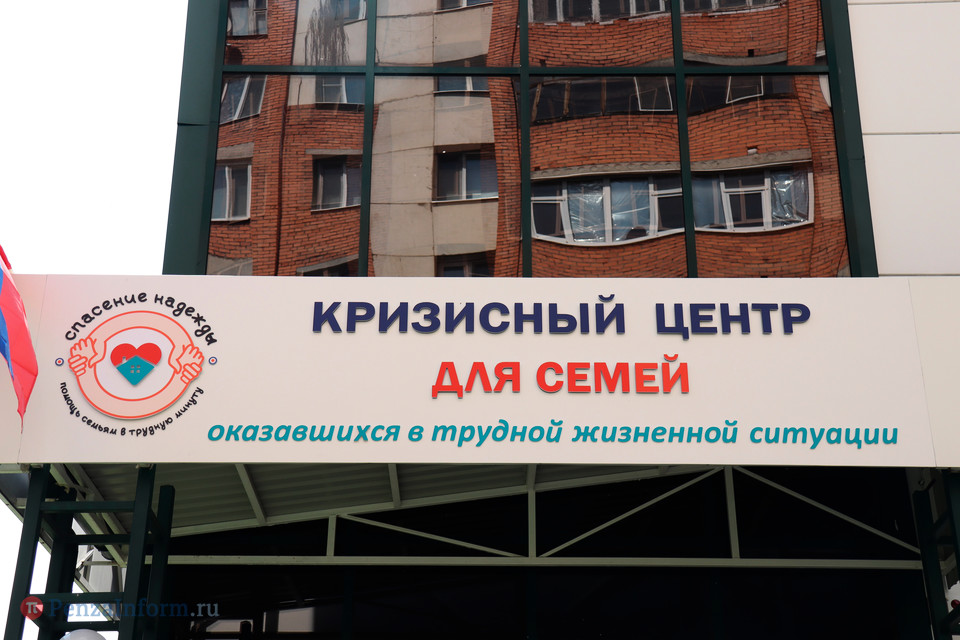 спасение надежды
помощь семьям в трудную минуту
КРИЗИСНЫЙ ЦЕНТР
ДЛЯ СЕМЕЙ
оказавшихся в трудной жизненной ситуации
PenzaInform.ru